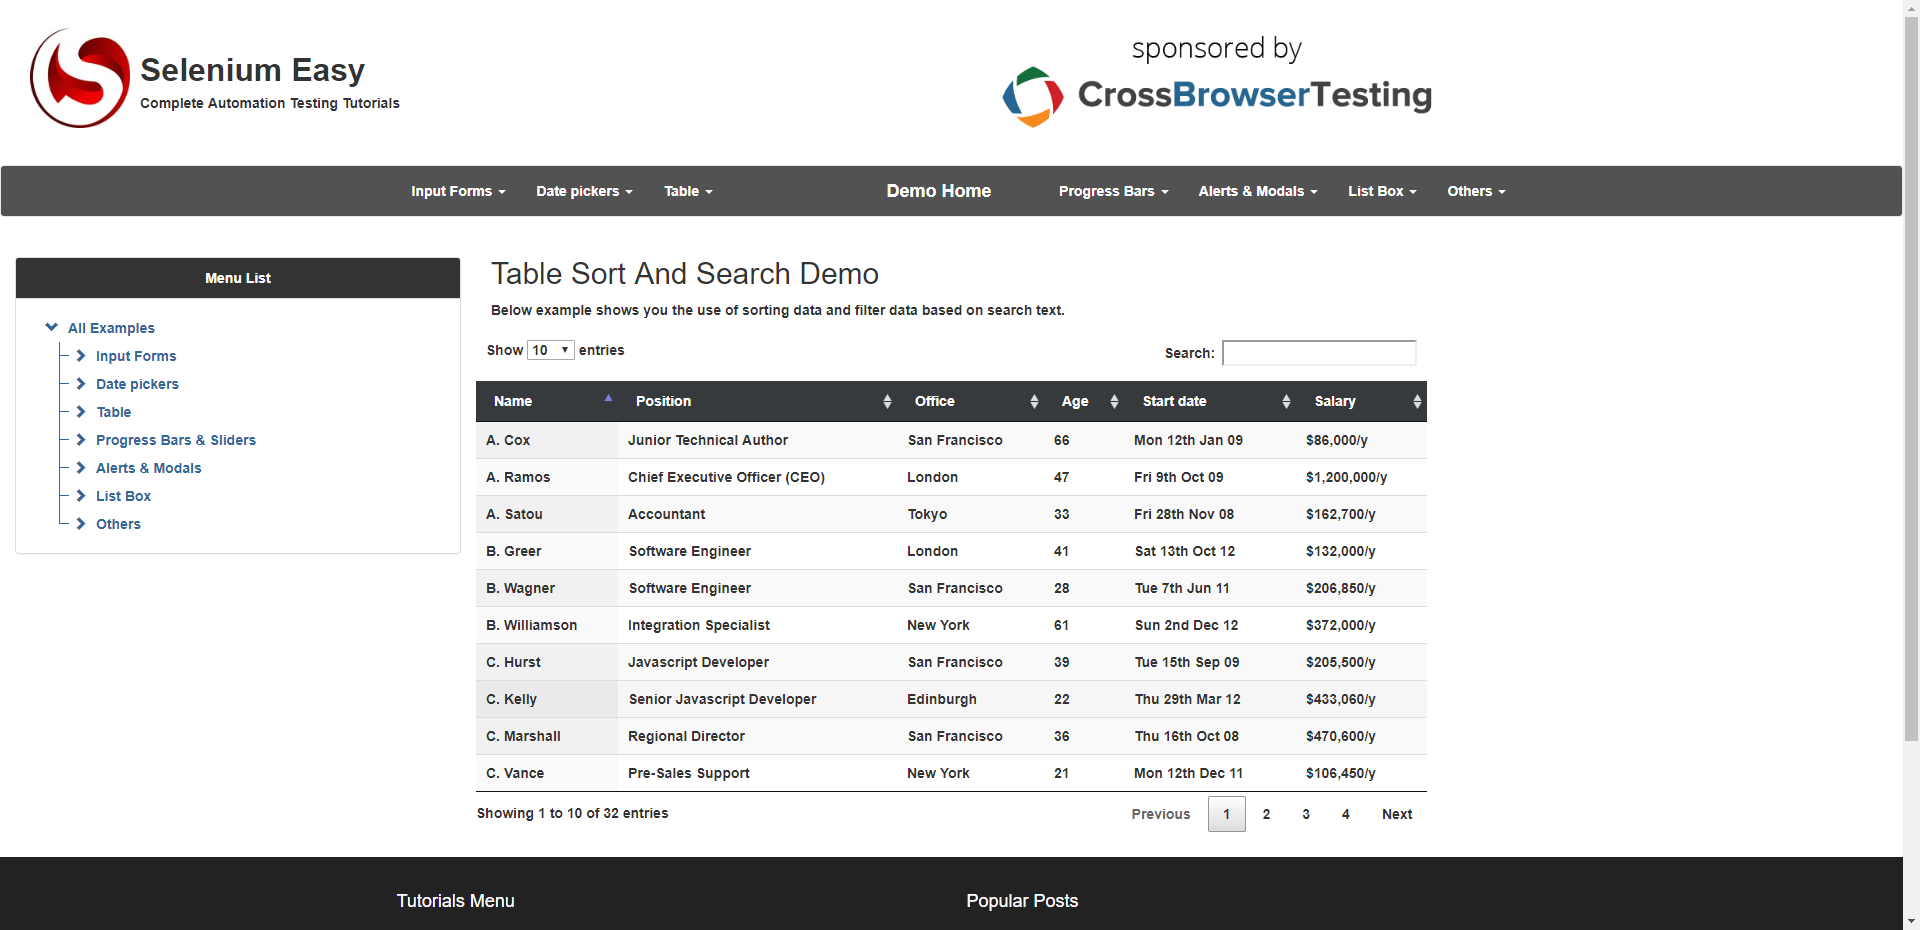 Selenium Easy
Complete Automation Testing Tutorials
sponsored by
CrossBrowserTesting
Input Forms Date pickers Table Demo Home Progress Bars Alerts & Modals List Box Others
Menu List
All Examples
Input Forms
Date pickers
Table
Progress Bars & Sliders
Alerts & Modals
List Box
Others
Table Sort And Search Demo
Below example shows you the use of sorting data and filter data based on search text.
Show 10 entries Search:
Name Position Office Age Start date Salary
A. Cox Junior Technical Author San Francisco 66 Mon 12th Jan 09 $86,000/y
A. Ramos Chief Executive Officer (CEO) London 47 Fri 9th Oct 09 $1,200,000/y
A. Satou Accountant Tokyo 33 Fri 28th Nov 08 $162,700/y
B. Greer Software Engineer London 41 Sat 13th Oct 12 $132,000/y
B. Wagner Software Engineer San Francisco 28 Tue 7th Jun 11 $206,850/y
B. Williamson Integration Specialist New York 61 Sun 2nd Dec 12 $372,000/y
C. Hurst Javascript Developer San Francisco 39 Tue 15th Sep 09 $205,500/y
C. Kelly Senior Javascript Developer Edinburgh 22 Thu 29th Mar 12 $433,060/y
C. Marshall Regional Director San Francisco 36 Thu 16th Oct 08 $470,600/y
C. Vance Pre-Sales Support New York 21 Mon 12th Dec 11 $106,450/y
Showing 1 to 10 of 32 entries Previous 1 2 3 4 Next
Tutorials Menu Popular Posts